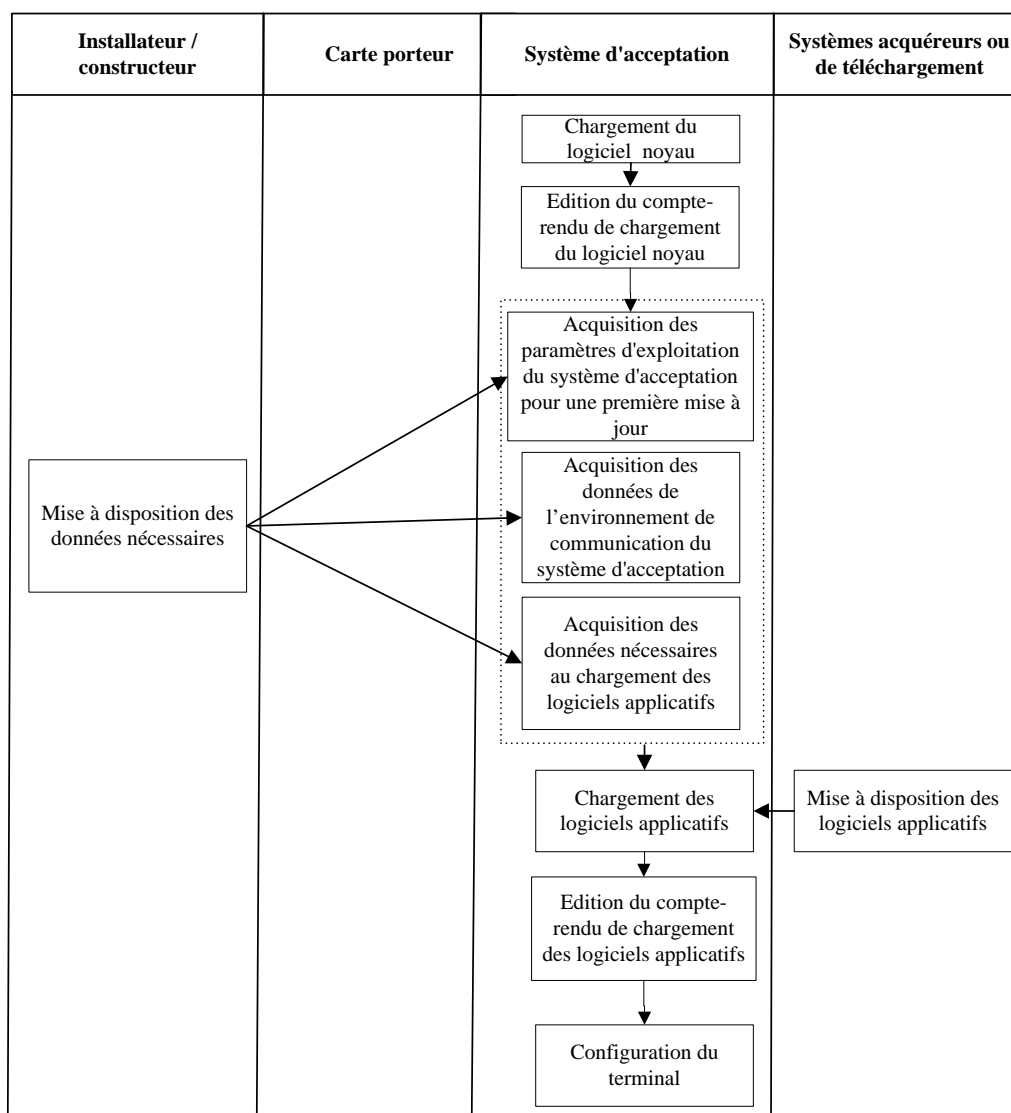 Installateur /
constructeur
Carte porteur
Système d'acceptation
Systèmes acquéreurs ou
de téléchargement
Chargement du
logiciel noyau
Edition du compte-
rendu de chargement
du logiciel noyau
Acquisition des
paramètres d'exploitation
du système d'acceptation
pour une première mise à
jour
Mise à disposition des
données nécessaires
Acquisition des
données de
l’environnement de
communication du
système d'acceptation
Acquisition des
données nécessaires
au chargement des
logiciels applicatifs
Chargement des
logiciels applicatifs
Mise à disposition des
logiciels applicatifs
Edition du compte-
rendu de chargement
des logiciels applicatifs
Configuration du
terminal